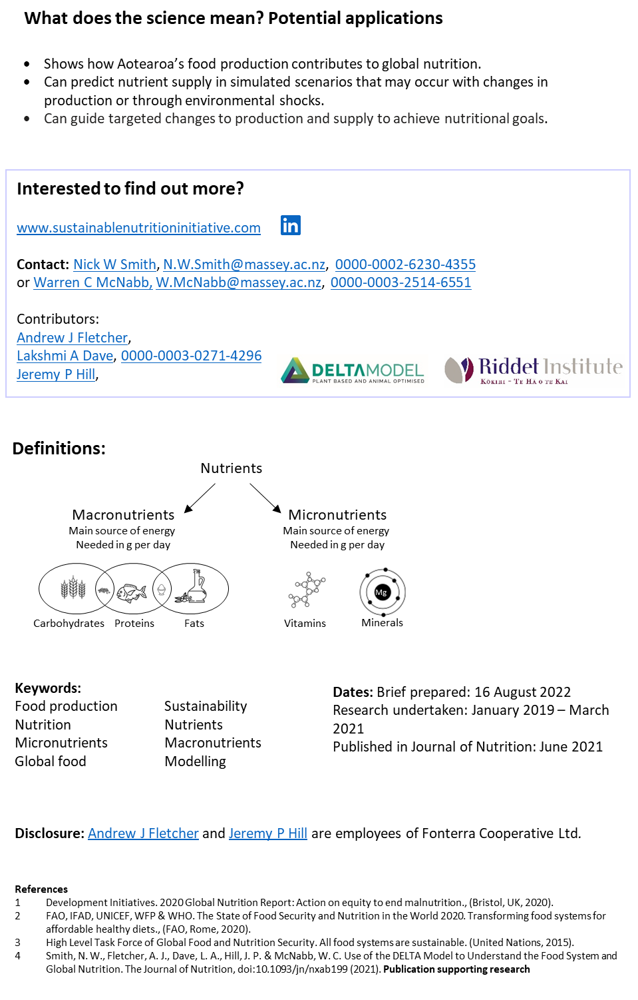 What does the science mean? Potential applications
• Shows how Aotearoa's food production contributes to global nutrition.
• Can predict nutrient supply in simulated scenarios that may occur with changes in
production or through environmental shocks.
• Can guide targeted changes to production and supply to achieve nutritional goals.
Interested to find out more?
www.sustainablenutritioninitiative.com in
Contact: Nick W Smith, N.W.Smith@massey.ac.nz, 0000-0002-6230-4355
or Warren C McNabb, W.McNabb@massey.ac.nz, 0000-0003-2514-6551
Contributors:
Andrew J Fletcher,
Lakshmi A Dave, 0000-0003-0271-4296
Jeremy P Hill,
DELTAMODEL
PLANT BASED AND ANIMAL OPTIMISED
Riddet Institute
Kōkiri - Te Hā o te Kai
Definitions:
Nutrients
Macronutrients
Main source of energy
Needed in g per day
Micronutrients
Main source of energy
Needed in g per day
Mg
Carbohydrates Proteins Fats
Vitamins Minerals
Keywords:
Food production Sustainability
Nutrition Nutrients
Micronutrients Macronutrients
Global food Modelling
Dates: Brief prepared: 16 August 2022
Research undertaken: January 2019 – March
2021
Published in Journal of Nutrition: June 2021
Disclosure: Andrew J Fletcher and Jeremy P Hill are employees of Fonterra Cooperative Ltd.
References
1 Development Initiatives. 2020 Global Nutrition Report: Action on equity to end malnutrition., (Bristol, UK, 2020).
2 FAO, IFAD, UNICEF, WFP & WHO. The State of Food Security and Nutrition in the World 2020. Transforming food systems for
affordable healthy diets., (FAO, Rome, 2020).
3 High Level Task Force of Global Food and Nutrition Security. All food systems are sustainable. (United Nations, 2015).
4 Smith, N. W., Fletcher, A. J., Dave, L. A., Hill, J. P. & McNabb, W. C. Use of the DELTA Model to Understand the Food System and
Global Nutrition. The Journal of Nutrition, doi:10.1093/jn/nxab199 (2021). Publication supporting research